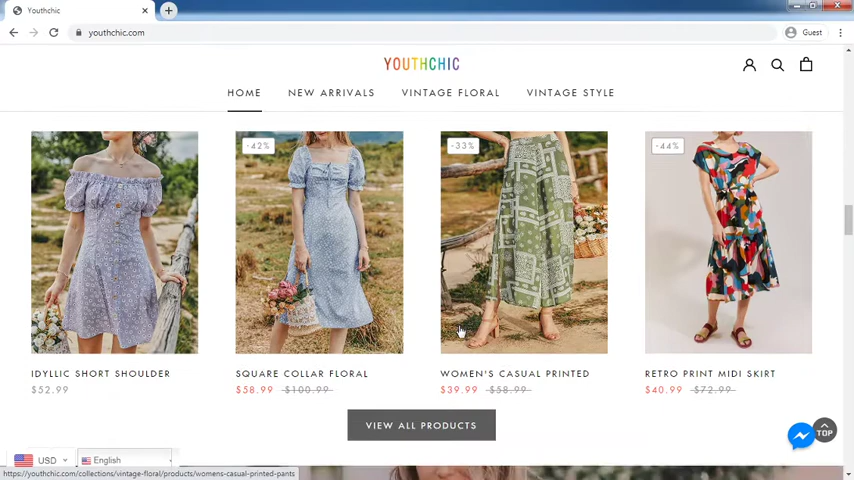 Youthchic
youthchic.com
Guest
YOUTHCHIC
HOME
NEW ARRIVALS
VINTAGE FLORAL
VINTAGE STYLE
-42%
-33%
-44%
IDYLLIC SHORT SHOULDER
SQUARE COLLAR FLORAL
WOMEN'S CASUAL PRINTED
RETRO PRINT MIDI SKIRT
$52.99
$58.99 $100.99
$39.99 $58.99
$40.99 $72.99
VIEW ALL PRODUCTS
TOP
USD
English
https://youthchic.com/collections/vintage-floral/products/womens-casual-printed-pants